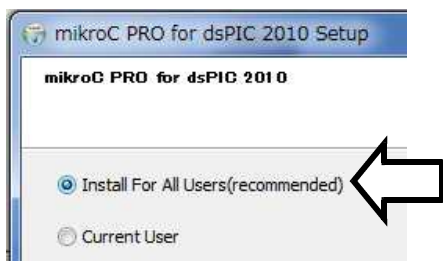 mikroC PRO for dsPIC 2010 Setup
mikroC PRO for dsPIC 2010
Install For All Users(recommended)
Current User